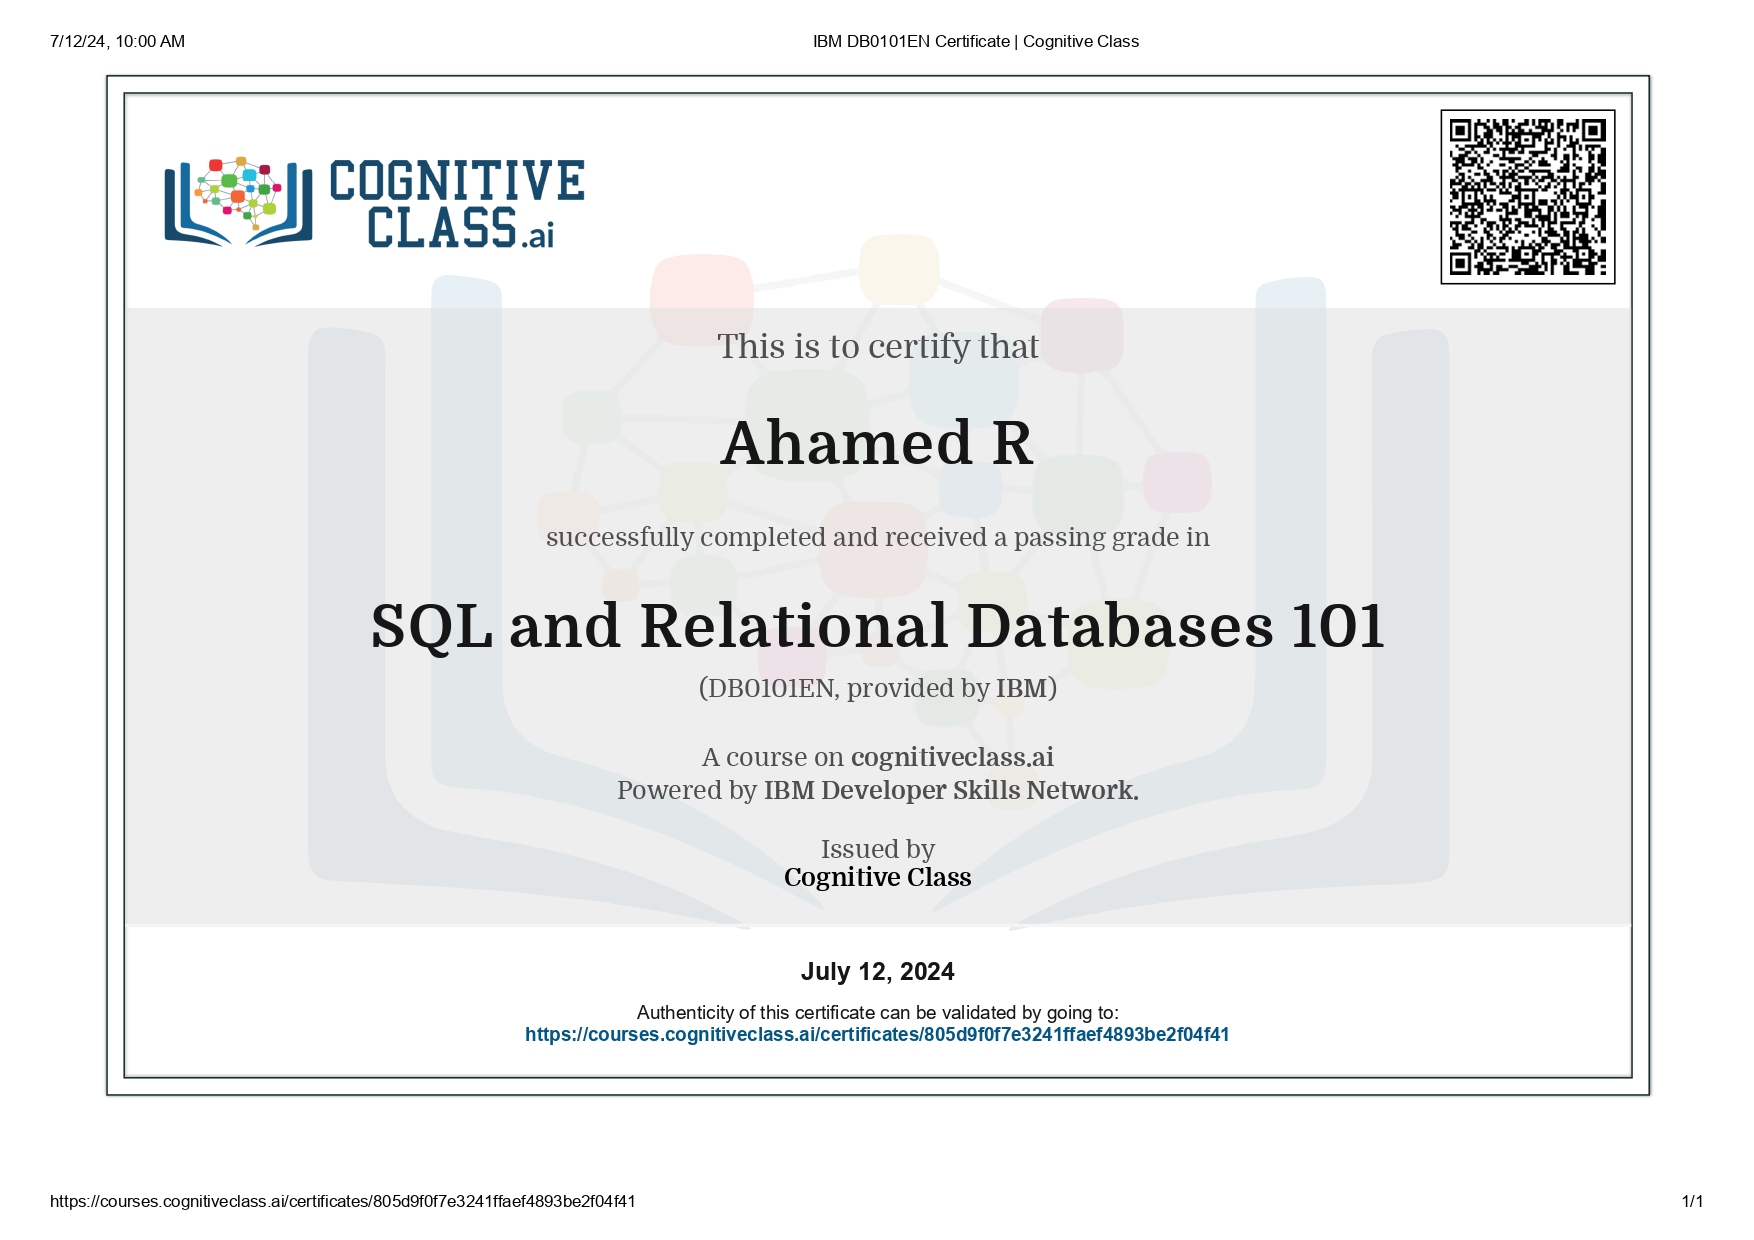 7/12/24, 10:00 AM
IBM DB0101EN Certificate | Cognitive Class
COGNITIVE
CLASS.ai
This is to certify that
Ahamed R
successfully completed and received a passing grade in
SQL and Relational Databases 101
(DB0101EN, provided by IBM)
A course on cognitiveclass.ai
Powered by IBM Developer Skills Network.
Issued by
Cognitive Class
July 12, 2024
Authenticity of this certificate can be validated by going to:
https://courses.cognitiveclass.ai/certificates/805d9f0f7e3241ffaef4893be2f04f41
https://courses.cognitiveclass.ai/certificates/805d9f0f7e3241ffaef4893be2f04f41
1/1